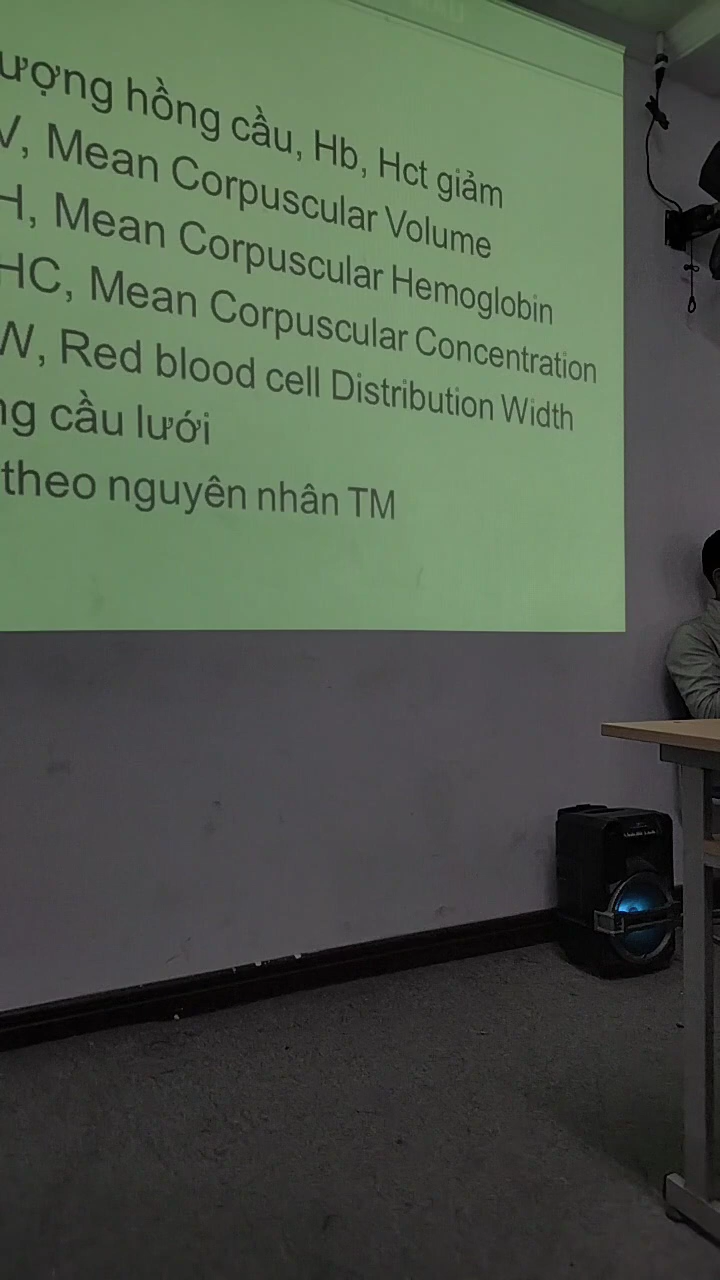 ượng hồng cầu, Hb, Hct giảm
V, Mean Corpuscular Volume
H, Mean Corpuscular Hemoglobin
HC, Mean Corpuscular Concentration
W, Red blood cell Distribution Width
ng cầu lưới
theo nguyên nhân TM